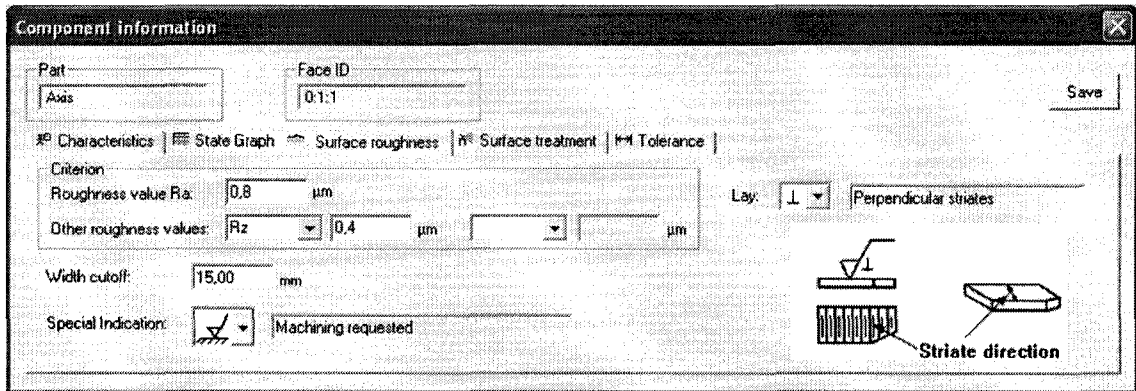 Component information
Part
Face ID
Axis
0:1:1
Save
Characteristics State Graph Surface roughness Surface treatment Tolerance
Criterion
Roughness value Ra: 0,8 µm
Lay: ⊥ Perpendicular striates
Other roughness values: Rz 0,4 µm µm
Width cutoff: 15,00 mm
Special Indication: Machining requested
Striate direction